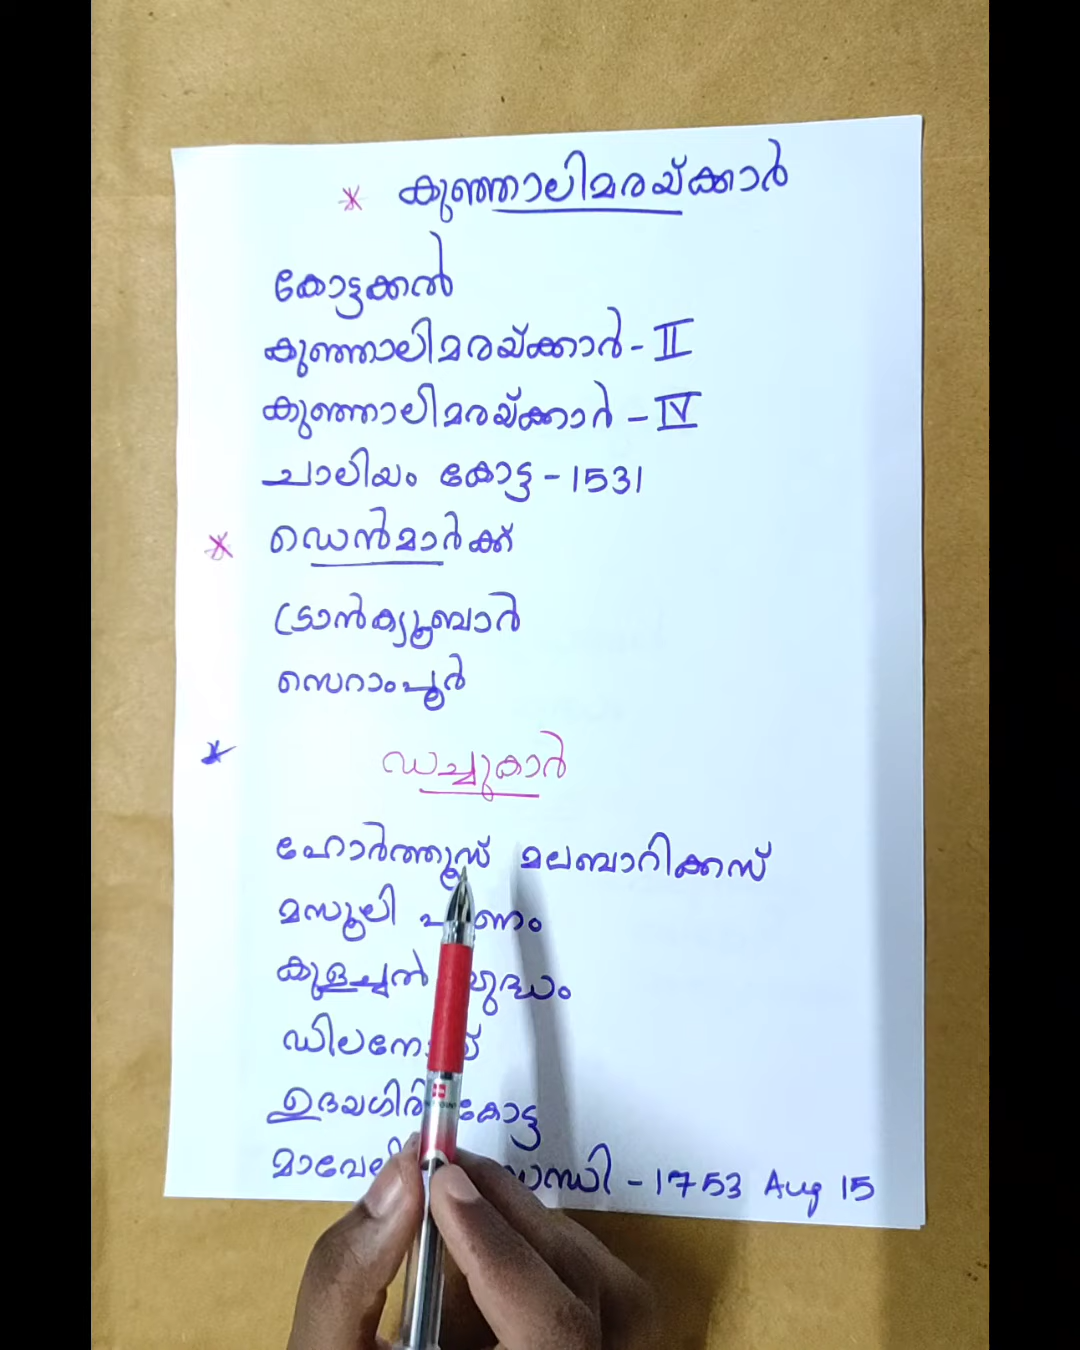 കുഞ്ഞാലിമരയ്ക്കാർ
കോട്ടക്കൽ
കുഞ്ഞാലിമരയ്ക്കാർ - II
കുഞ്ഞാലിമരയ്ക്കാർ - IV
ചാലിയം കോട്ട - 1531
ഡെൻമാർക്ക്
ട്രാൻക്യൂബാർ
സെറാംപൂർ
ഡച്ചുകാർ
ഹോർത്തൂസ് മലബാറിക്കസ്
മസൂലി
കുളച്ചൽ യുദ്ധം
ഉദയഗിരി കോട്ട
- 1753 Aug 15